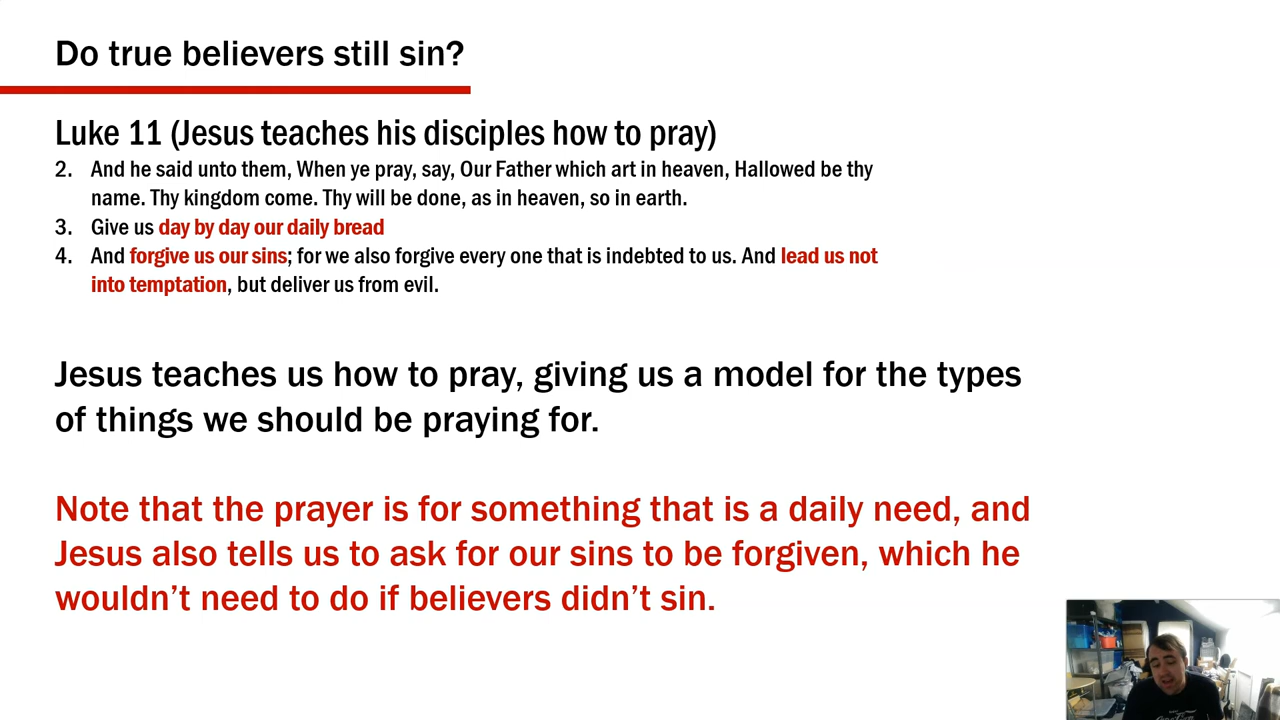 Do true believers still sin?
Luke 11 (Jesus teaches his disciples how to pray)
2. And he said unto them, When ye pray, say, Our Father which art in heaven, Hallowed be thy
name. Thy kingdom come. Thy will be done, as in heaven, so in earth.
3. Give us day by day our daily bread
4. And forgive us our sins; for we also forgive every one that is indebted to us. And lead us not
into temptation, but deliver us from evil.
Jesus teaches us how to pray, giving us a model for the types
of things we should be praying for.
Note that the prayer is for something that is a daily need, and
Jesus also tells us to ask for our sins to be forgiven, which he
wouldn’t need to do if believers didn’t sin.